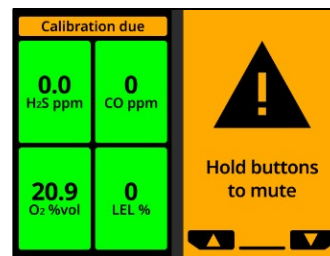 Calibration due
0.0
H₂S ppm
0
CO ppm
20.9
O₂ %vol
0
LEL %
!
Hold buttons
to mute